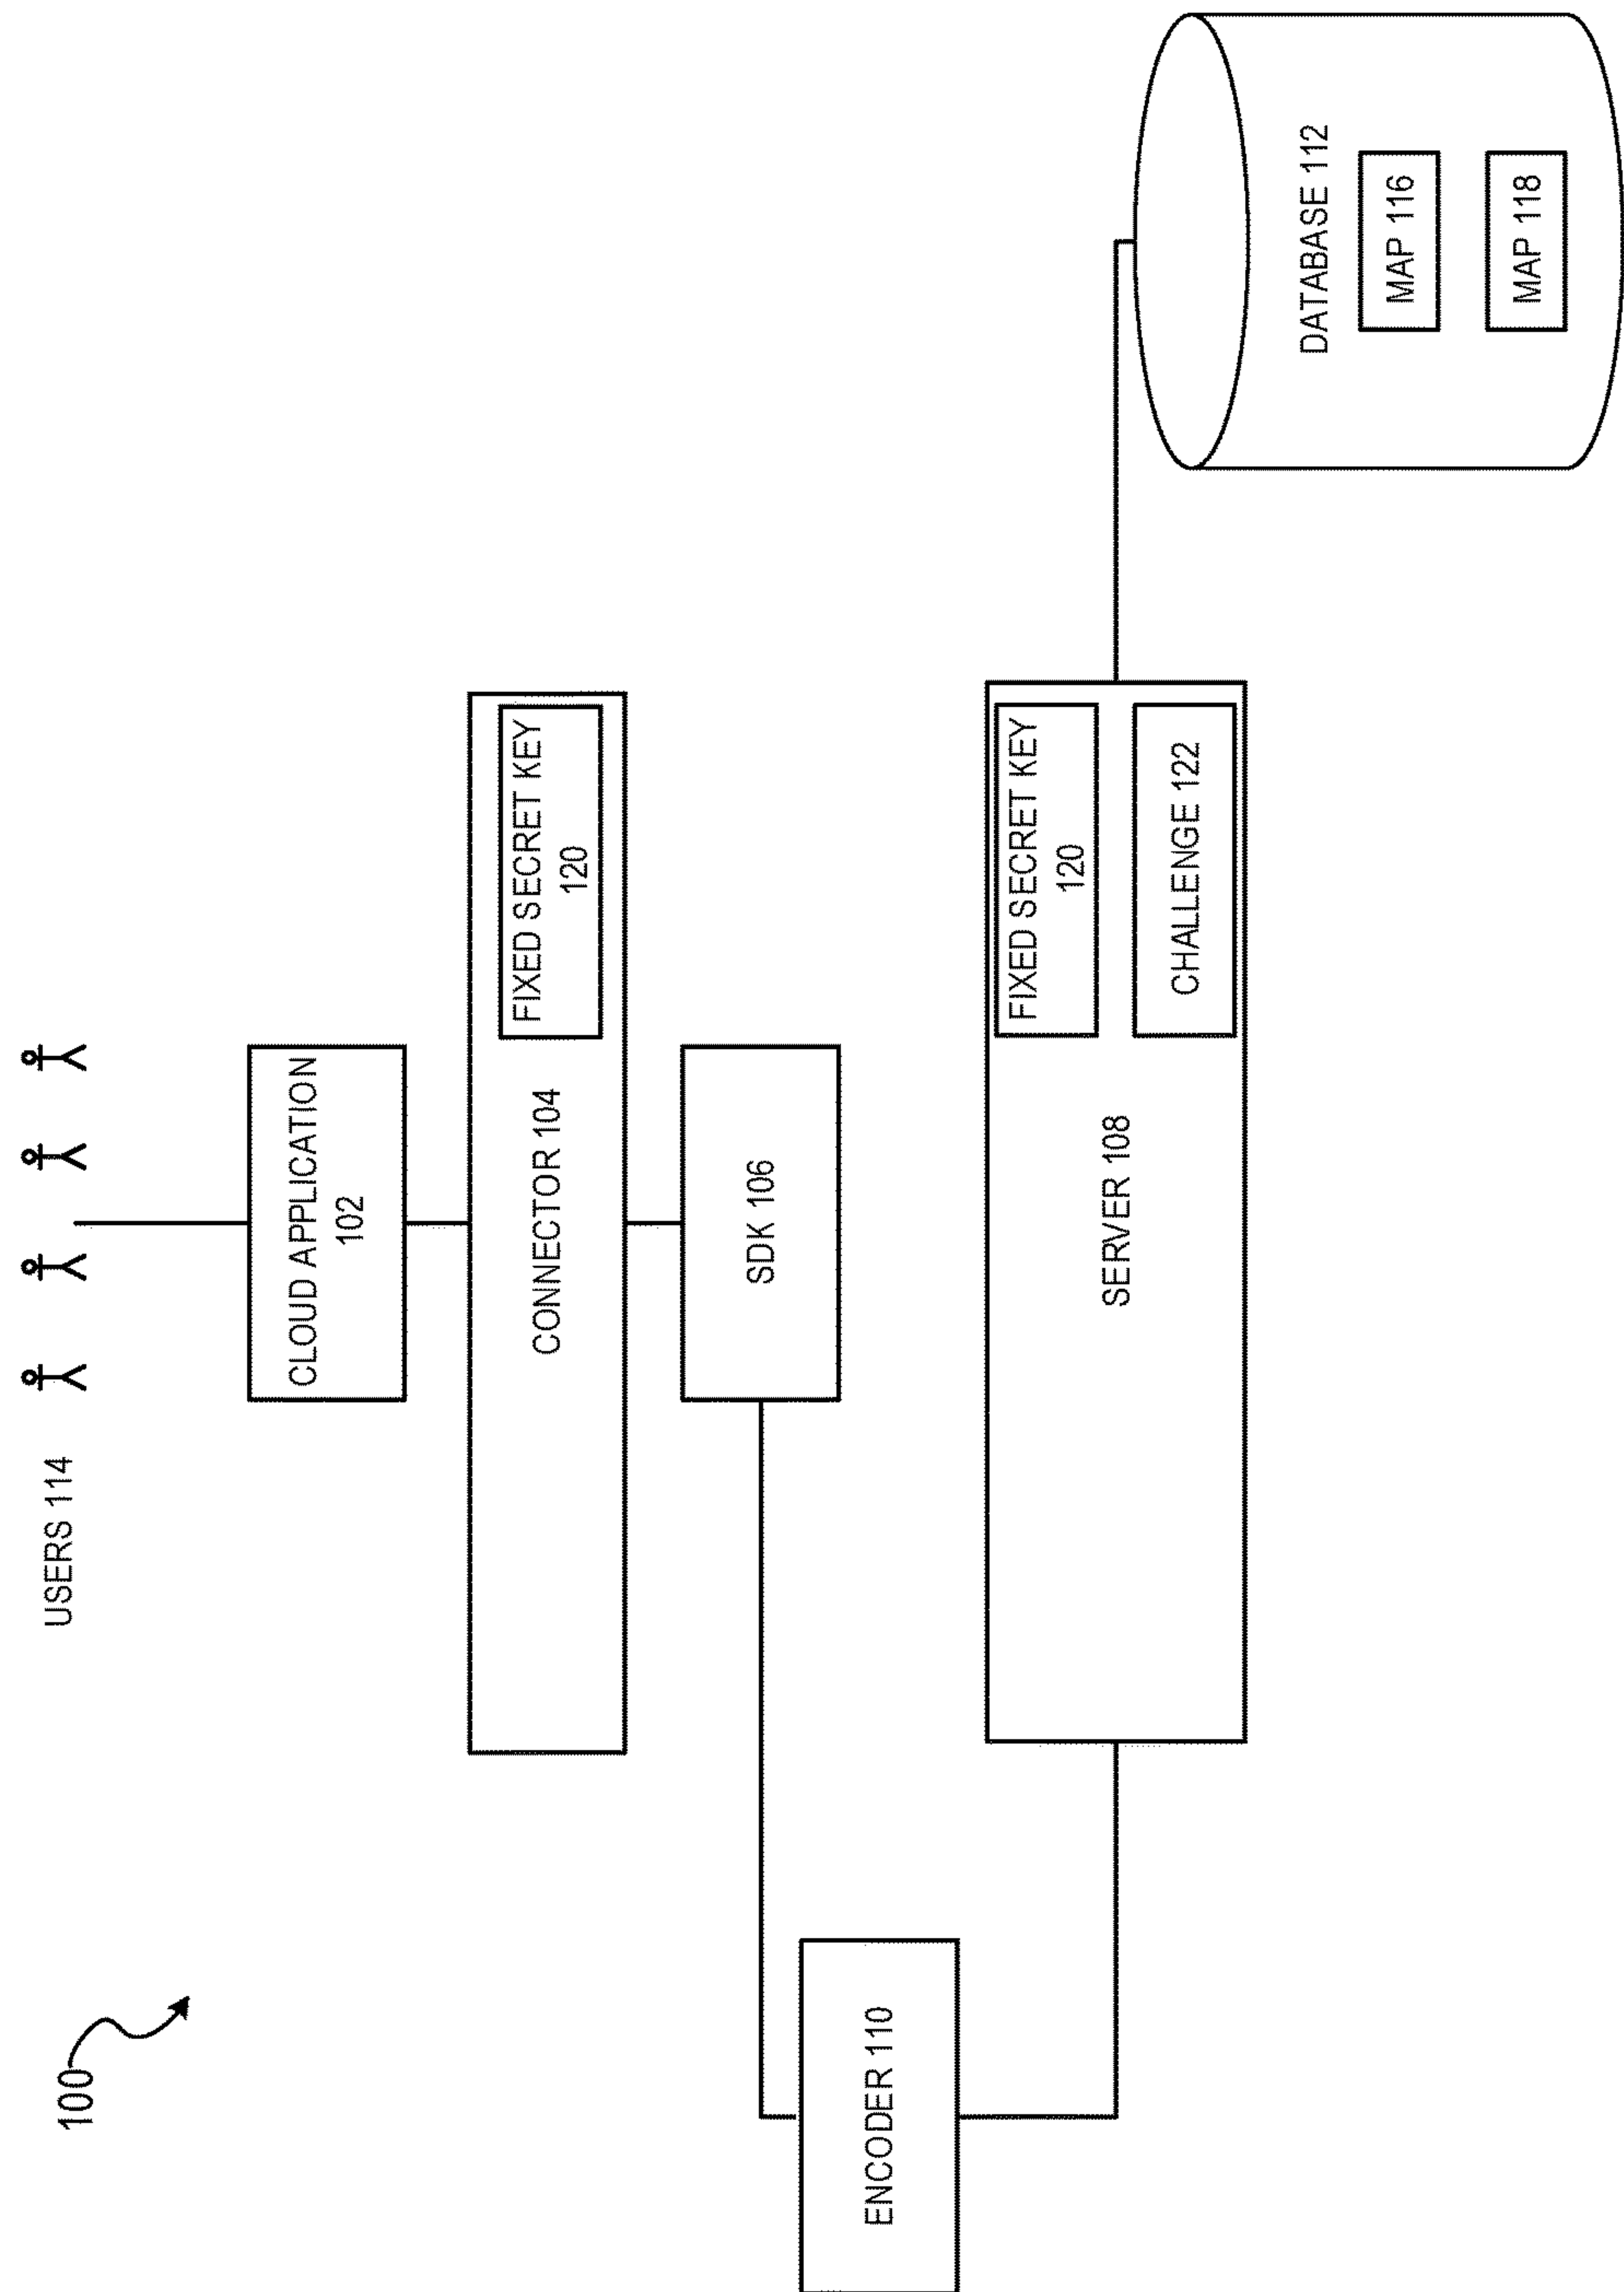 100
USERS 114
CLOUD APPLICATION
102
CONNECTOR 104
FIXED SECRET KEY
120
SDK 106
ENCODER 110
SERVER 108
FIXED SECRET KEY
120
CHALLENGE 122
DATABASE 112
MAP 116
MAP 118